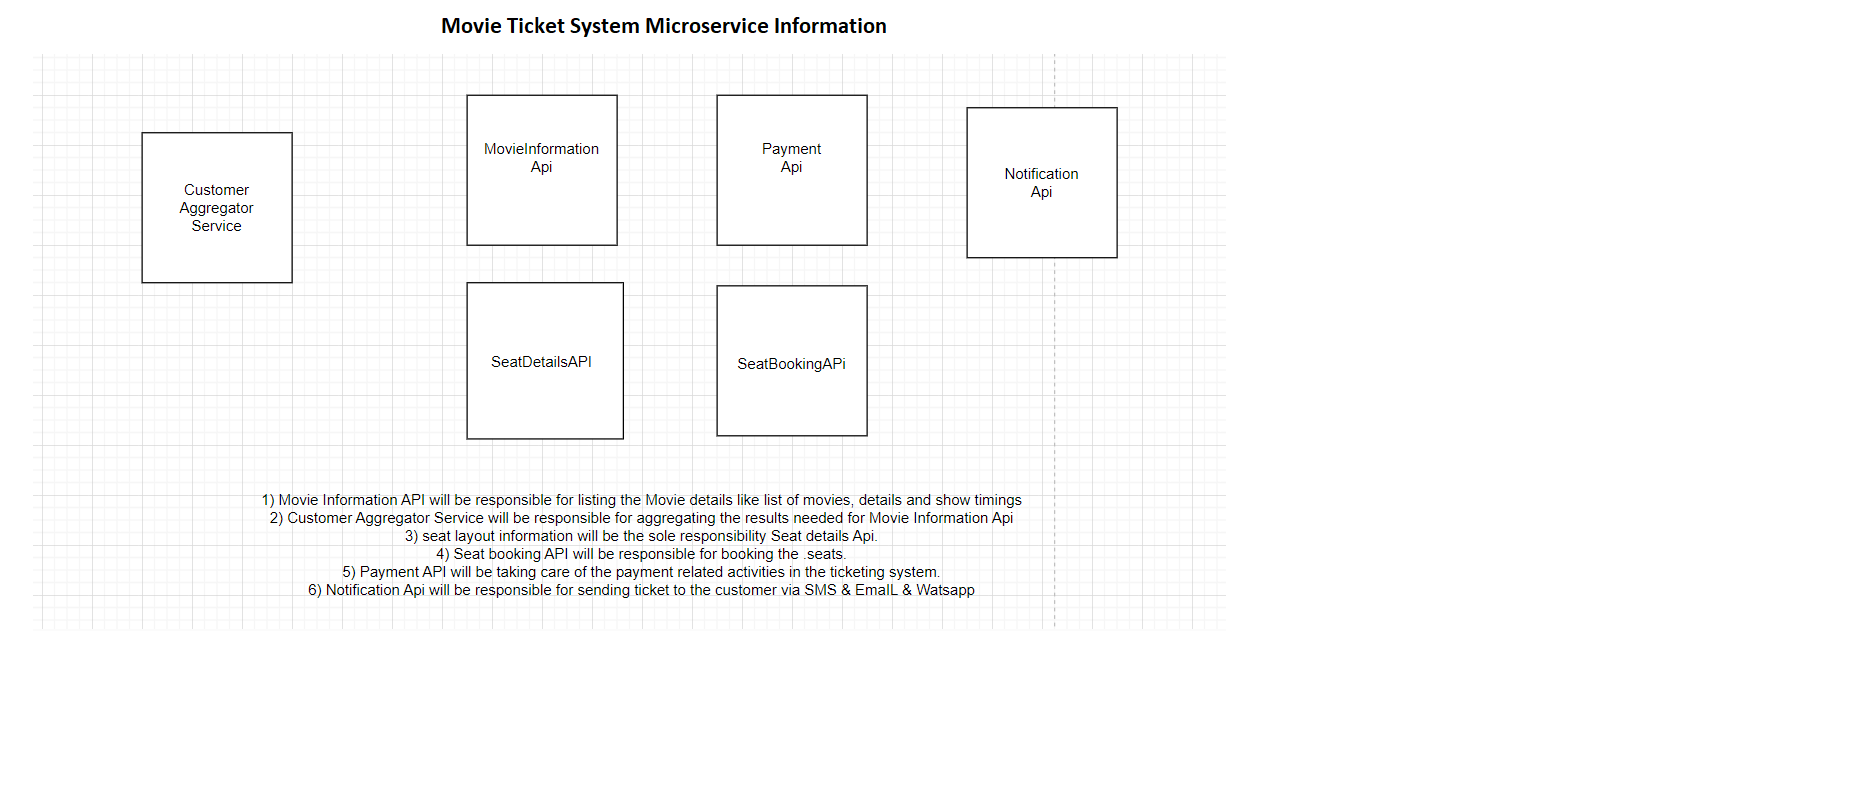 Movie Ticket System Microservice Information
Customer
Aggregator
Service
MovieInformation
Api
Payment
Api
Notification
Api
SeatDetailsAPI
SeatBookingAPi
1) Movie Information API will be responsible for listing the Movie details like list of movies, details and show timings
2) Customer Aggregator Service will be responsible for aggregating the results needed for Movie Information Api
3) seat layout information will be the sole responsibility Seat details Api.
4) Seat booking API will be responsible for booking the .seats.
5) Payment API will be taking care of the payment related activities in the ticketing system.
6) Notification Api will be responsible for sending ticket to the customer via SMS & EmaIL & Watsapp